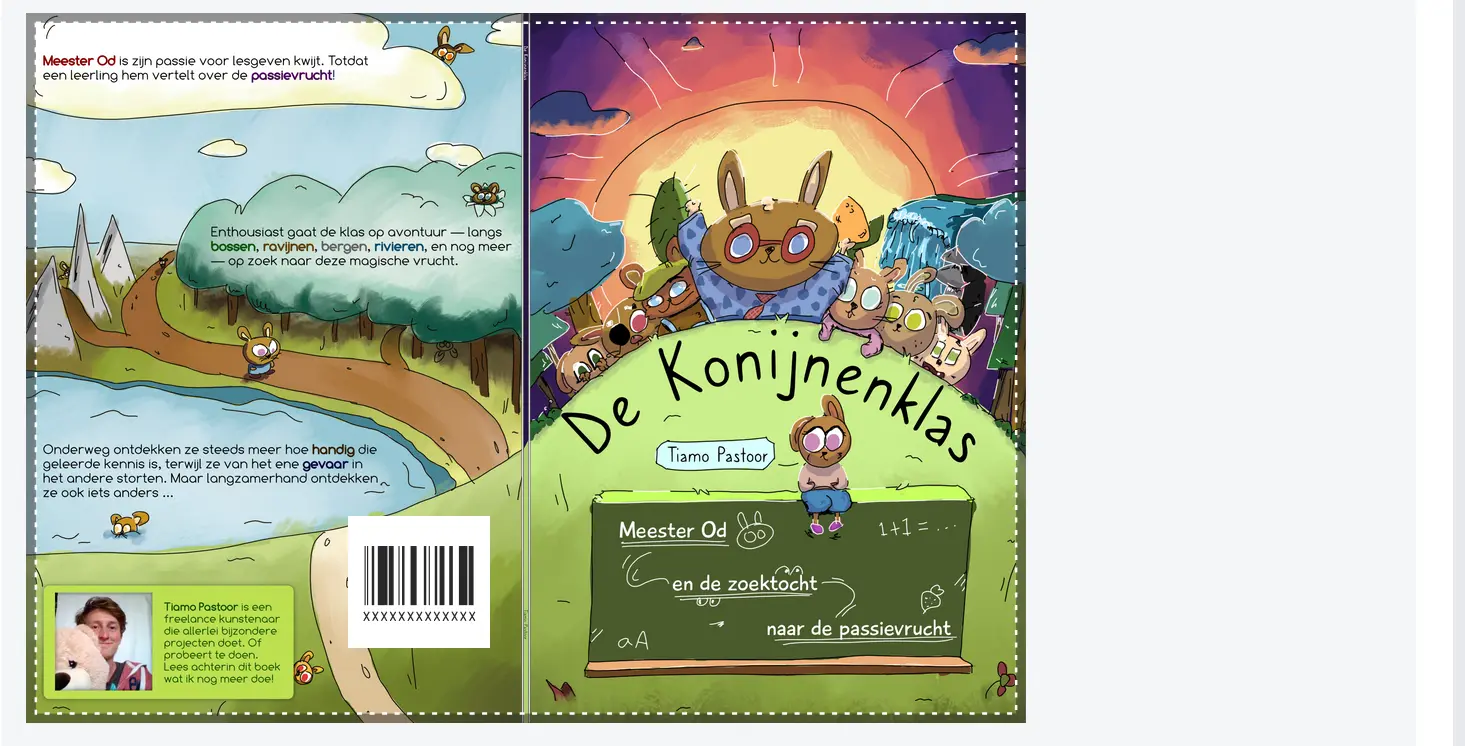 Meester Od is zijn passie voor lesgeven kwijt. Totdat
een leerling hem vertelt over de passievrucht!
Enthousiast gaat de klas op avontuur — langs
bossen, ravijnen, bergen, rivieren, en nog meer
— op zoek naar deze magische vrucht.
Onderweg ontdekken ze steeds meer hoe handig die
geleerde kennis is, terwijl ze van het ene gevaar in
het andere storten. Maar langzamerhand ontdekken
ze ook iets anders ...
XXXXXXXXXXXXX
Tiamo Pastoor is een
freelance kunstenaar
die allerlei bijzondere
projecten doet. Of
probeert te doen.
Lees achterin dit boek
wat ik nog meer doe!
De Konijnenklas
Tiamo Pastoor
De Konijnenklas
Tiamo Pastoor
Meester Od
1+1 = ...
en de zoektocht
naar de passievrucht
aA